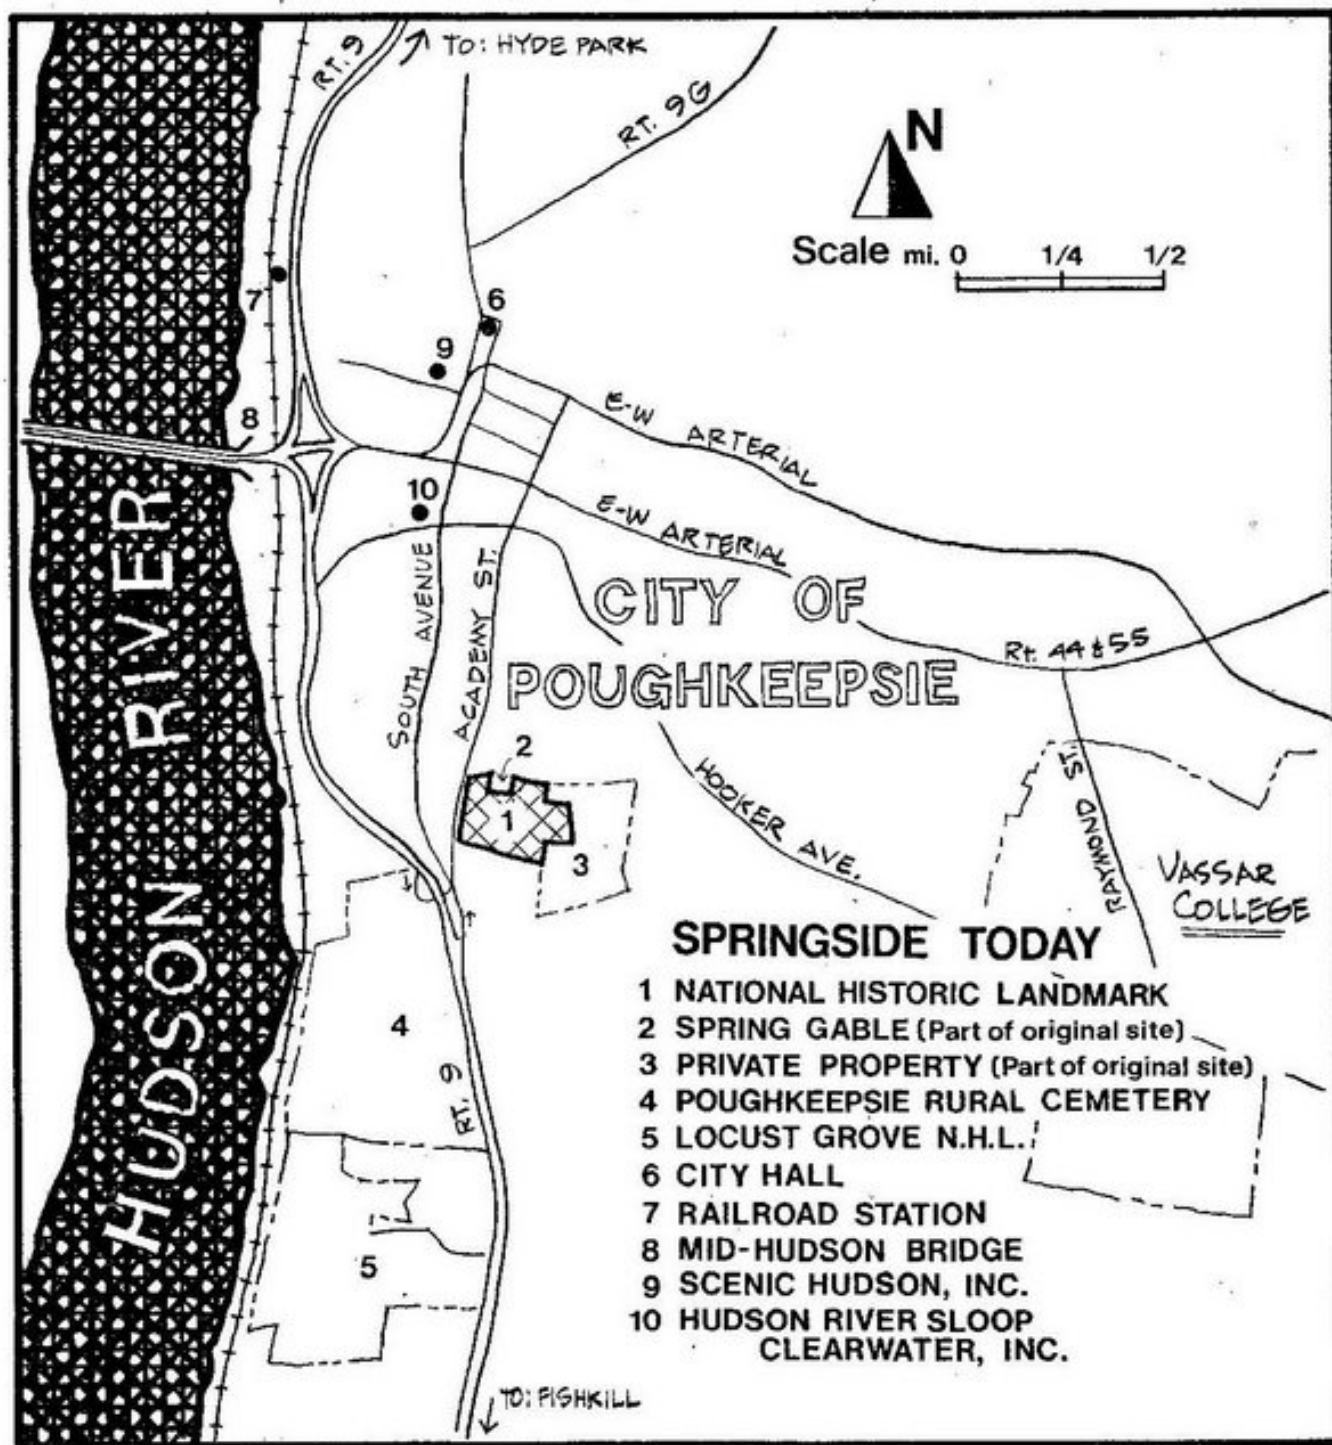 RT. 9
TO: HYDE PARK
RT. 9G
N
Scale mi. 0 1/4 1/2
7
6
9
8
10
E-W ARTERIAL
E-W ARTERIAL
HUDSON RIVER
SOUTH AVENUE
ACADEMY ST.
CITY OF
POUGHKEEPSIE
Rt. 44 & 55
2
1
3
HOOKER AVE.
RAYMOND ST
VASSAR
COLLEGE
4
RT. 9
5
TO: FISHKILL
SPRINGSIDE TODAY
1 NATIONAL HISTORIC LANDMARK
2 SPRING GABLE (Part of original site)
3 PRIVATE PROPERTY (Part of original site)
4 POUGHKEEPSIE RURAL CEMETERY
5 LOCUST GROVE N.H.L.
6 CITY HALL
7 RAILROAD STATION
8 MID-HUDSON BRIDGE
9 SCENIC HUDSON, INC.
10 HUDSON RIVER SLOOP
CLEARWATER, INC.